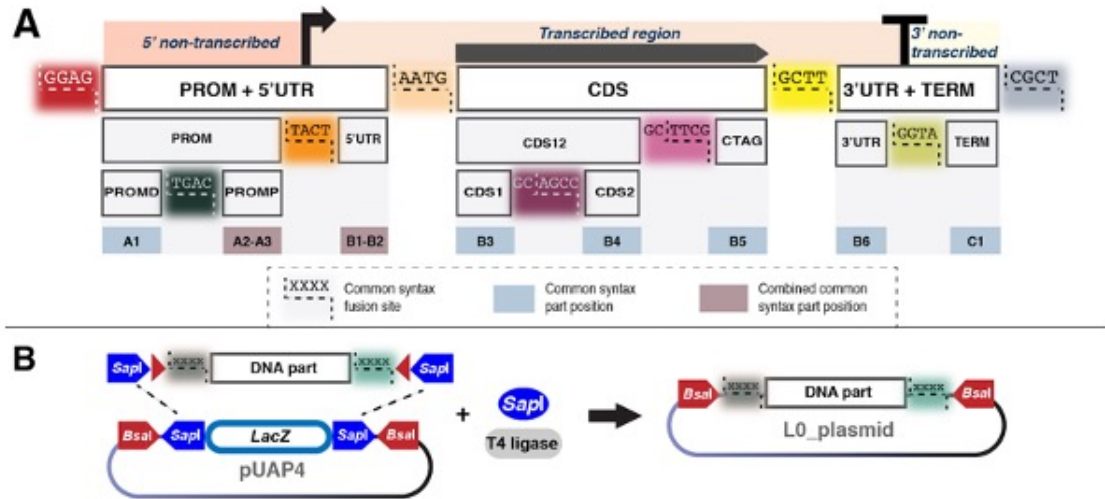 A
5' non-transcribed
Transcribed region
3' non-
transcribed
GGAG
PROM + 5'UTR
AATG
CDS
GCTT
3'UTR + TERM
CGCT
PROM
TACT
5'UTR
CDS12
GC TTCG
CTAG
3'UTR
GGTA
TERM
PROMD
TGAC
PROMP
CDS1
GC AGCC
CDS2
A1
A2-A3
B1-B2
B3
B4
B5
B6
C1
XXXX
Common syntax
fusion site
Common syntax
part position
Combined common
syntax part position
B
SapI
xxxx
DNA part
xxxx
SapI
BsaI
SapI
LacZ
SapI
BsaI
pUAP4
+
SapI
T4 ligase
BsaI
xxxx
DNA part
xxxx
BsaI
L0_plasmid